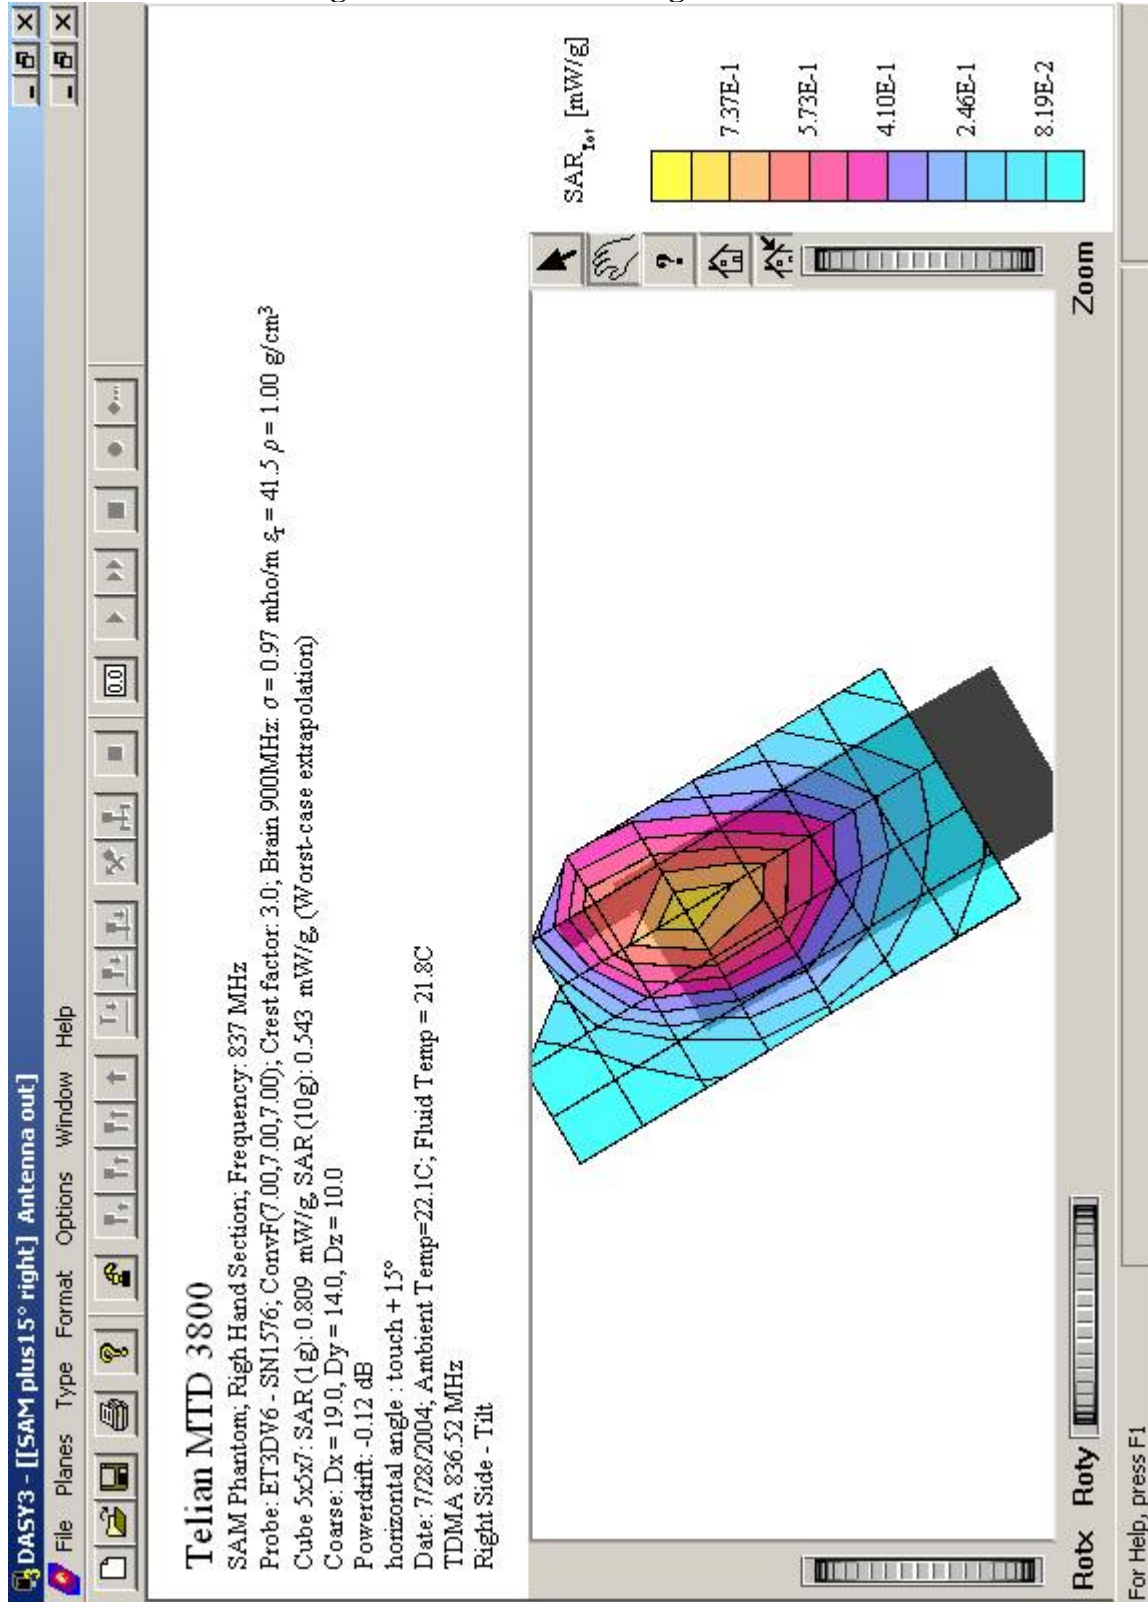 DASY3 - [[SAM plus15° right] Antenna out]
File Planes Type Format Options Window Help
0.0
Telian MTD 3800
SAM Phantom; Righ Hand Section; Frequency: 837 MHz
Probe: ET3DV6 - SN1576; ConvF(7.00,7.00,7.00); Crest factor: 3.0; Brain 900MHz: σ = 0.97 mho/m εr = 41.5 ρ = 1.00 g/cm³
Cube 5x5x7: SAR (1g): 0.809 mW/g, SAR (10g): 0.543 mW/g, (Worst-case extrapolation)
Coarse: Dx = 19.0, Dy = 14.0, Dz = 10.0
Powerdrift: -0.12 dB
horizontal angle : touch + 15°
Date: 7/28/2004; Ambient Temp=22.1C; Fluid Temp = 21.8C
TDMA 836.52 MHz
Right Side - Tilt
SAR Tot [mW/g]
7.37E-1
5.73E-1
4.10E-1
2.46E-1
8.19E-2
Rotx Roty Zoom
For Help, press F1